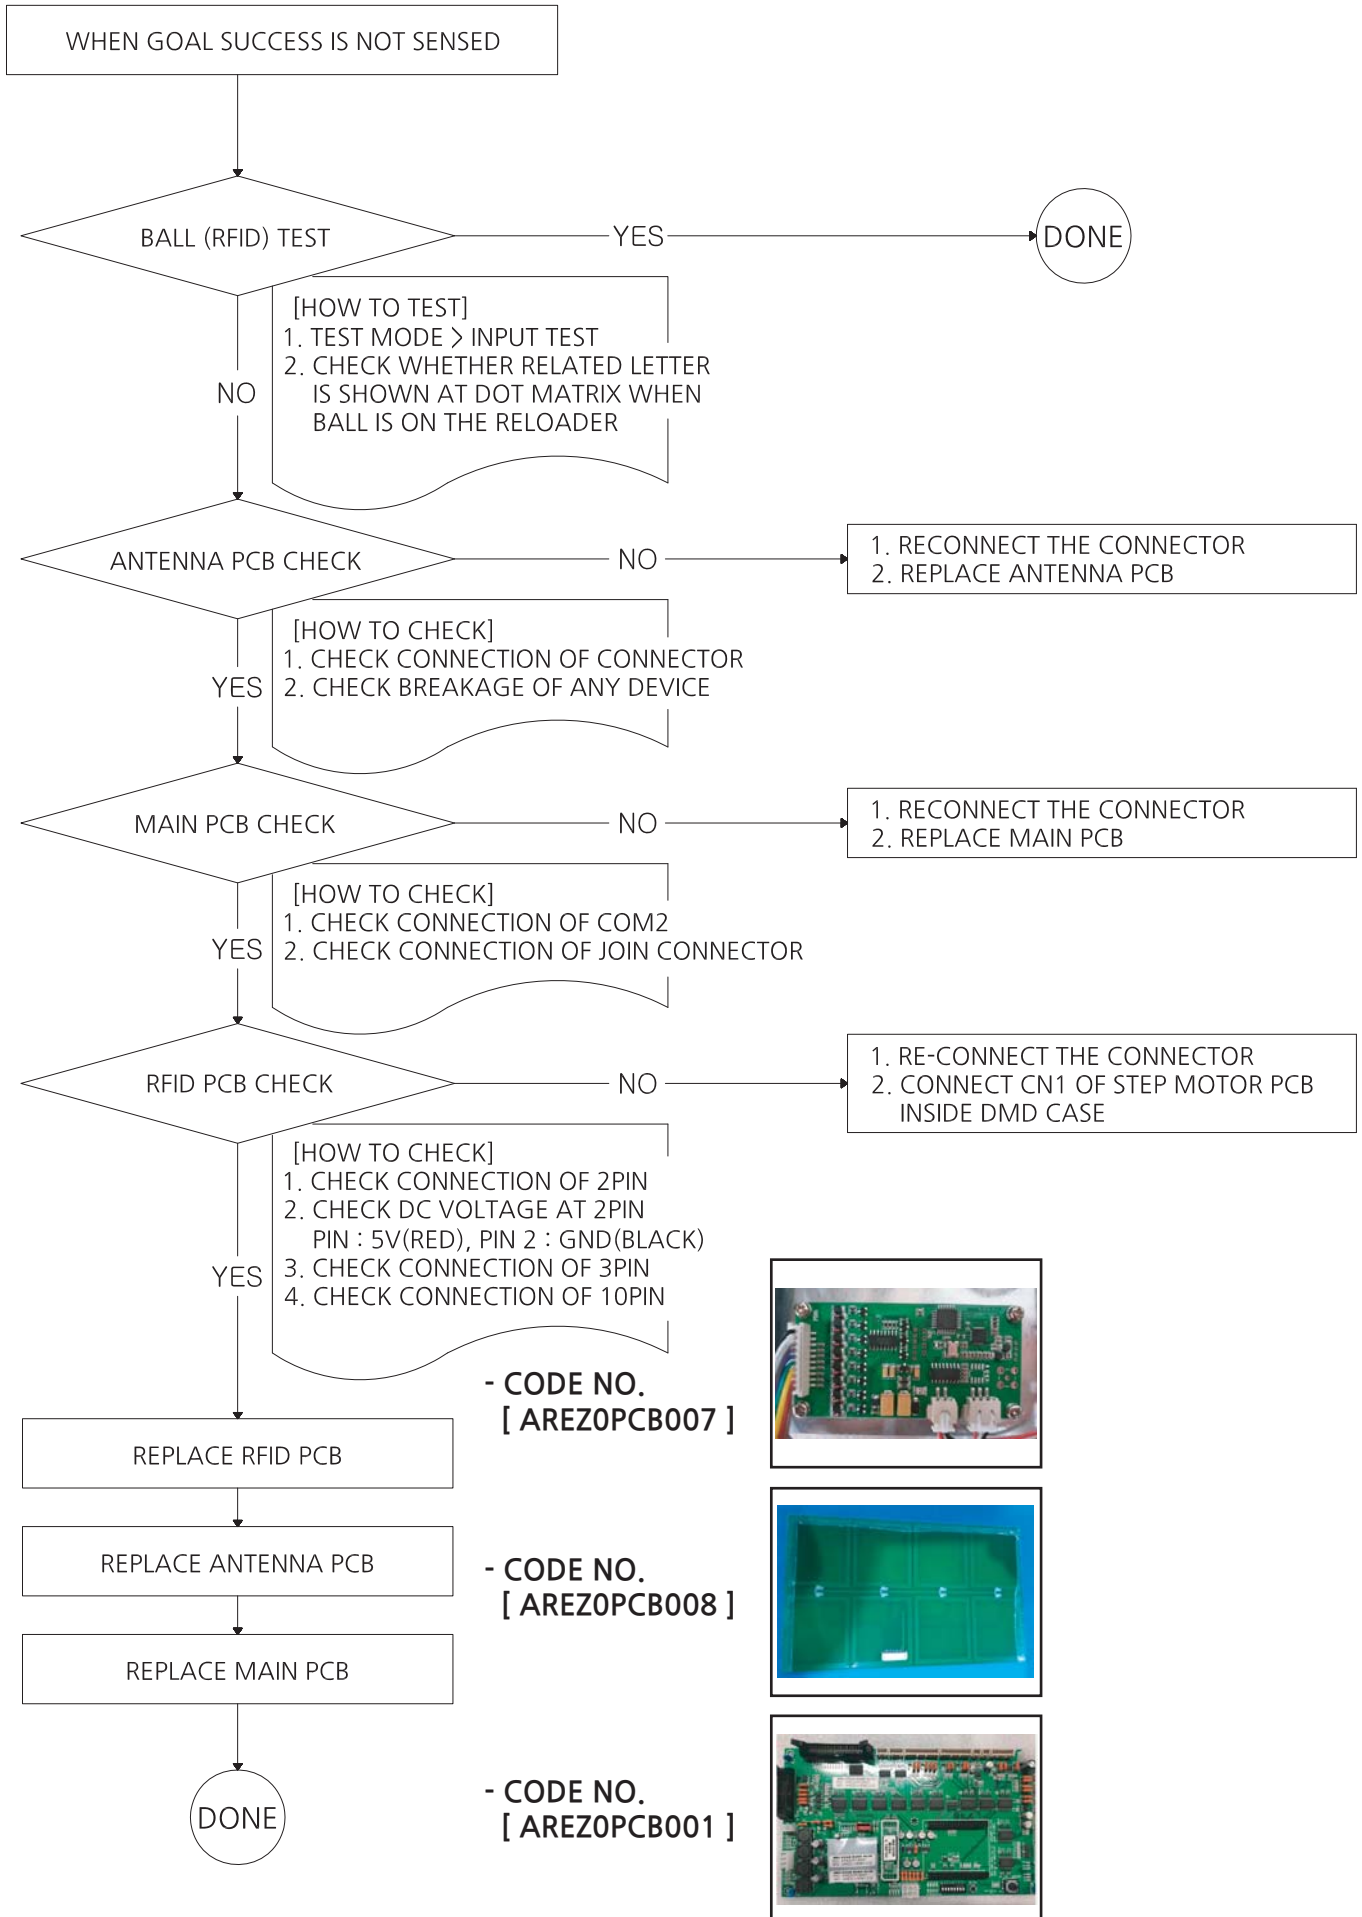 WHEN GOAL SUCCESS IS NOT SENSED
BALL (RFID) TEST
YES
DONE
[HOW TO TEST]
1. TEST MODE > INPUT TEST
2. CHECK WHETHER RELATED LETTER
IS SHOWN AT DOT MATRIX WHEN
BALL IS ON THE RELOADER
NO
ANTENNA PCB CHECK
NO
1. RECONNECT THE CONNECTOR
2. REPLACE ANTENNA PCB
[HOW TO CHECK]
1. CHECK CONNECTION OF CONNECTOR
2. CHECK BREAKAGE OF ANY DEVICE
YES
MAIN PCB CHECK
NO
1. RECONNECT THE CONNECTOR
2. REPLACE MAIN PCB
[HOW TO CHECK]
1. CHECK CONNECTION OF COM2
2. CHECK CONNECTION OF JOIN CONNECTOR
YES
RFID PCB CHECK
NO
1. RE-CONNECT THE CONNECTOR
2. CONNECT CN1 OF STEP MOTOR PCB
INSIDE DMD CASE
[HOW TO CHECK]
1. CHECK CONNECTION OF 2PIN
2. CHECK DC VOLTAGE AT 2PIN
PIN : 5V(RED), PIN 2 : GND(BLACK)
3. CHECK CONNECTION OF 3PIN
4. CHECK CONNECTION OF 10PIN
YES
- CODE NO.
[ AREZ0PCB007 ]
REPLACE RFID PCB
REPLACE ANTENNA PCB
- CODE NO.
[ AREZ0PCB008 ]
REPLACE MAIN PCB
- CODE NO.
[ AREZ0PCB001 ]
DONE